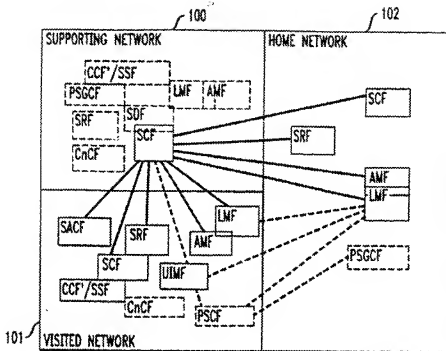 100
102
SUPPORTING NETWORK
HOME NETWORK
CCF'/SSF
PSGCF
LMF
AMF
SCF
SRF
SDF
SCF
SRF
CnCF
AMF
LMF
LMF
SACF
SRF
AMF
SCF
UIMF
PSGCF
CCF'/SSF
CnCF
PSCF
101
VISITED NETWORK